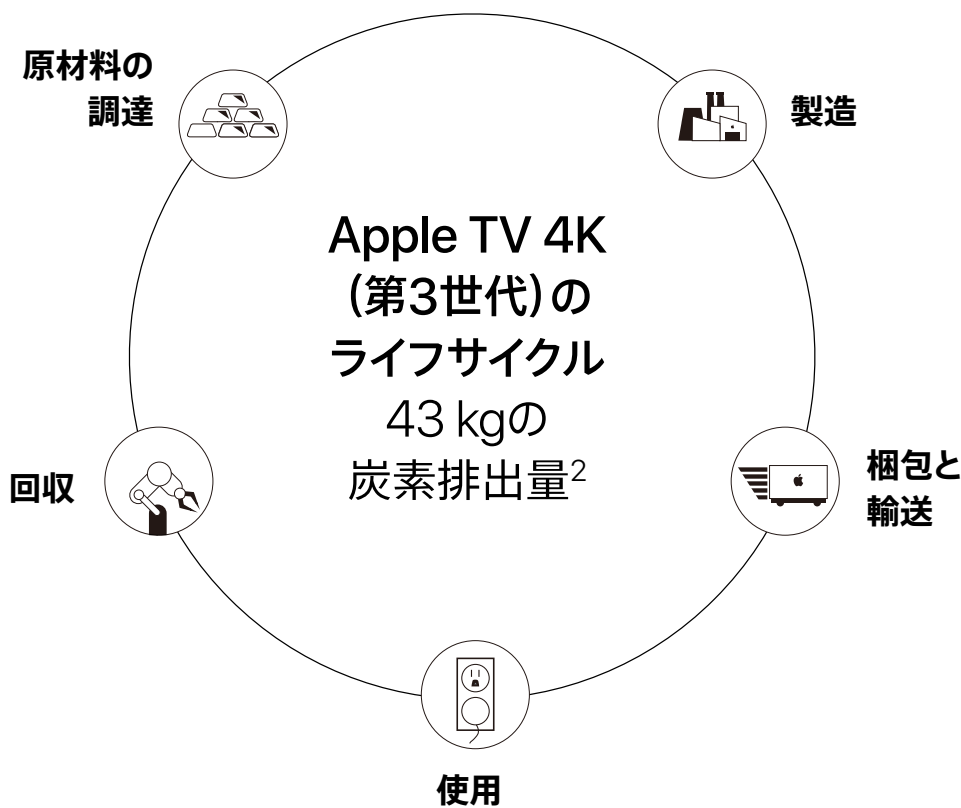 原材料の
調達
製造
Apple TV 4K
(第3世代)の
ライフサイクル
43 kgの
炭素排出量2
回収
梱包と
輸送
使用